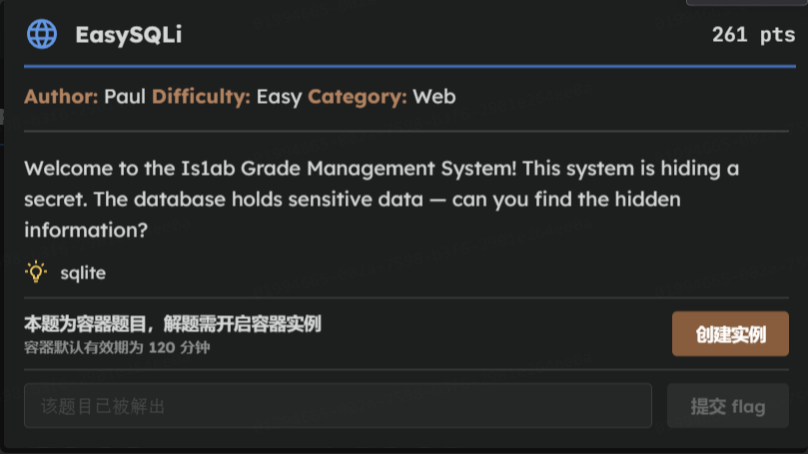 EasySQLi
261 pts
Author: Paul Difficulty: Easy Category: Web
Welcome to the Is1ab Grade Management System! This system is hiding a
secret. The database holds sensitive data — can you find the hidden
information?
sqlite
本题为容器题目，解题需开启容器实例
容器默认有效期为 120 分钟
创建实例
该题目已被解出
提交 flag